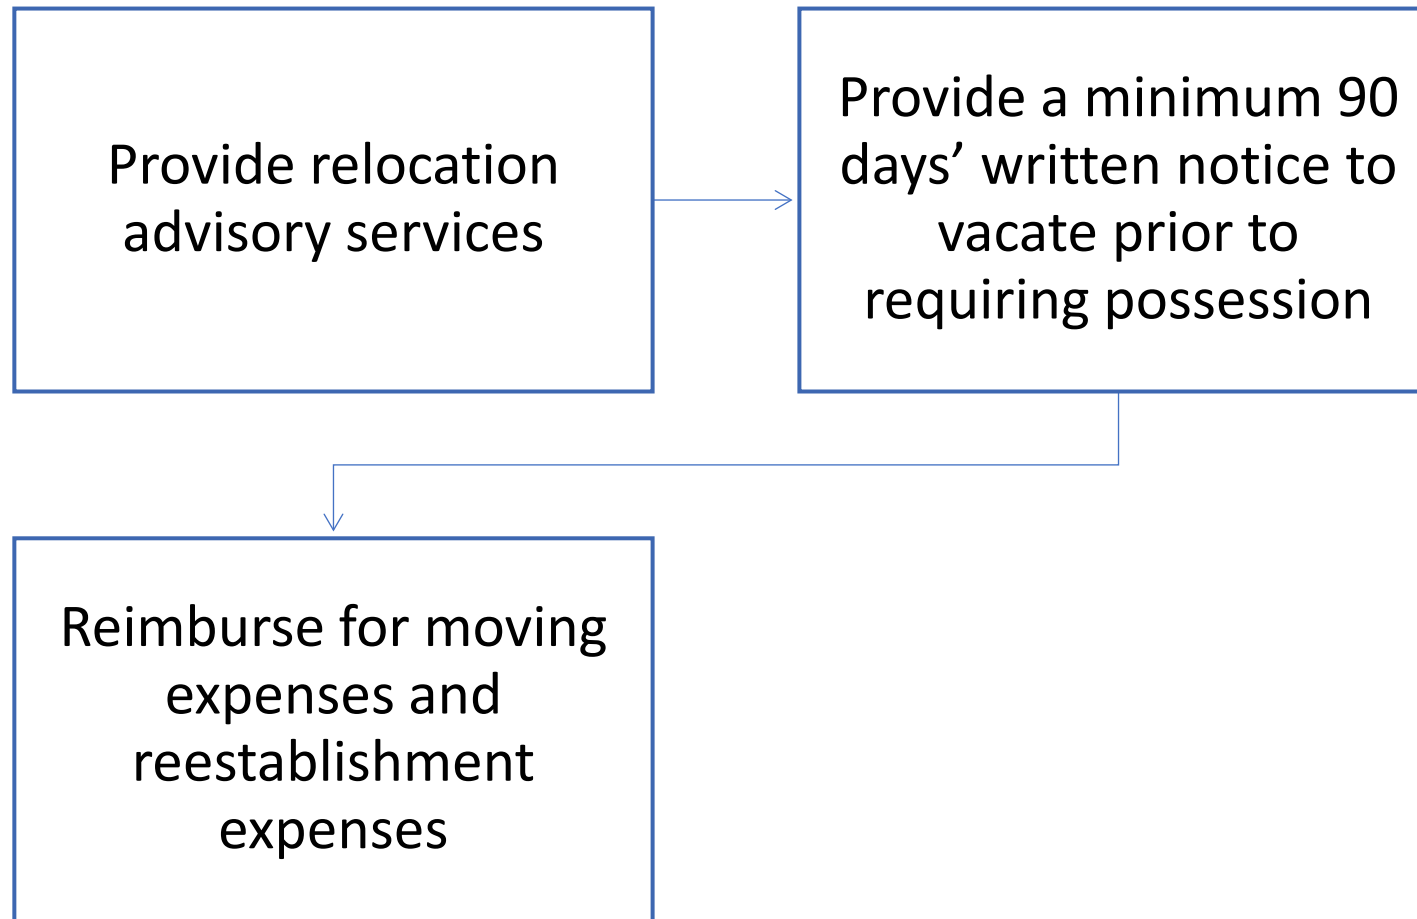 Provide relocation
advisory services
Provide a minimum 90
days’ written notice to
vacate prior to
requiring possession
Reimburse for moving
expenses and
reestablishment
expenses